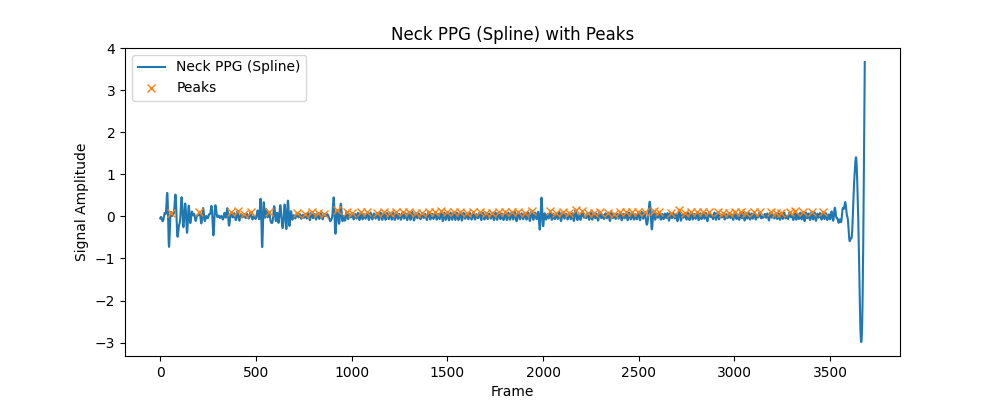 Neck PPG (Spline) with Peaks
4
3
2
1
0
−1
−2
−3
Signal Amplitude
Neck PPG (Spline)
Peaks
0 500 1000 1500 2000 2500 3000 3500
Frame